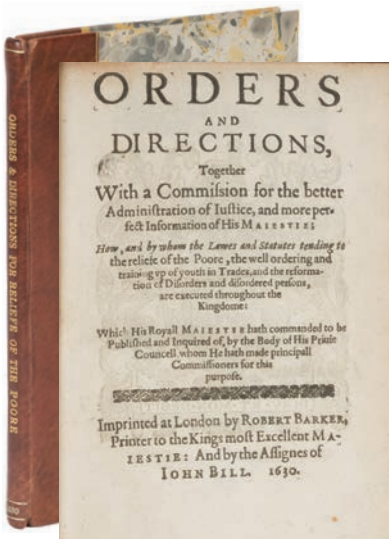 ORDERS & DIRECTIONS FOR RELIEFE OF THE POORE
1630
ORDERS
AND
DIRECTIONS,
Together
With a Commiſſion for the better
Adminiſtration of Iuſtice, and more per-
fect Information of His MAIESTIE;
How, and by whom the Lawes and Statutes tending to
the reliefe of the Poore, the well ordering and
training vp of youth in Trades, and the reforma-
tion of Diſorders and diſordered perſons,
are executed throughout the
Kingdome:
Which His Royall MAIESTIE hath commanded to be
Publiſhed and Inquired of, by the Body of His Priuie
Councell, whom He hath made principall
Commiſſioners for this
purpoſe.
Imprinted at London by ROBERT BARKER,
Printer to the Kings moſt Excellent MA-
IESTIE: And by the Aſſignes of
IOHN BILL. 1630.